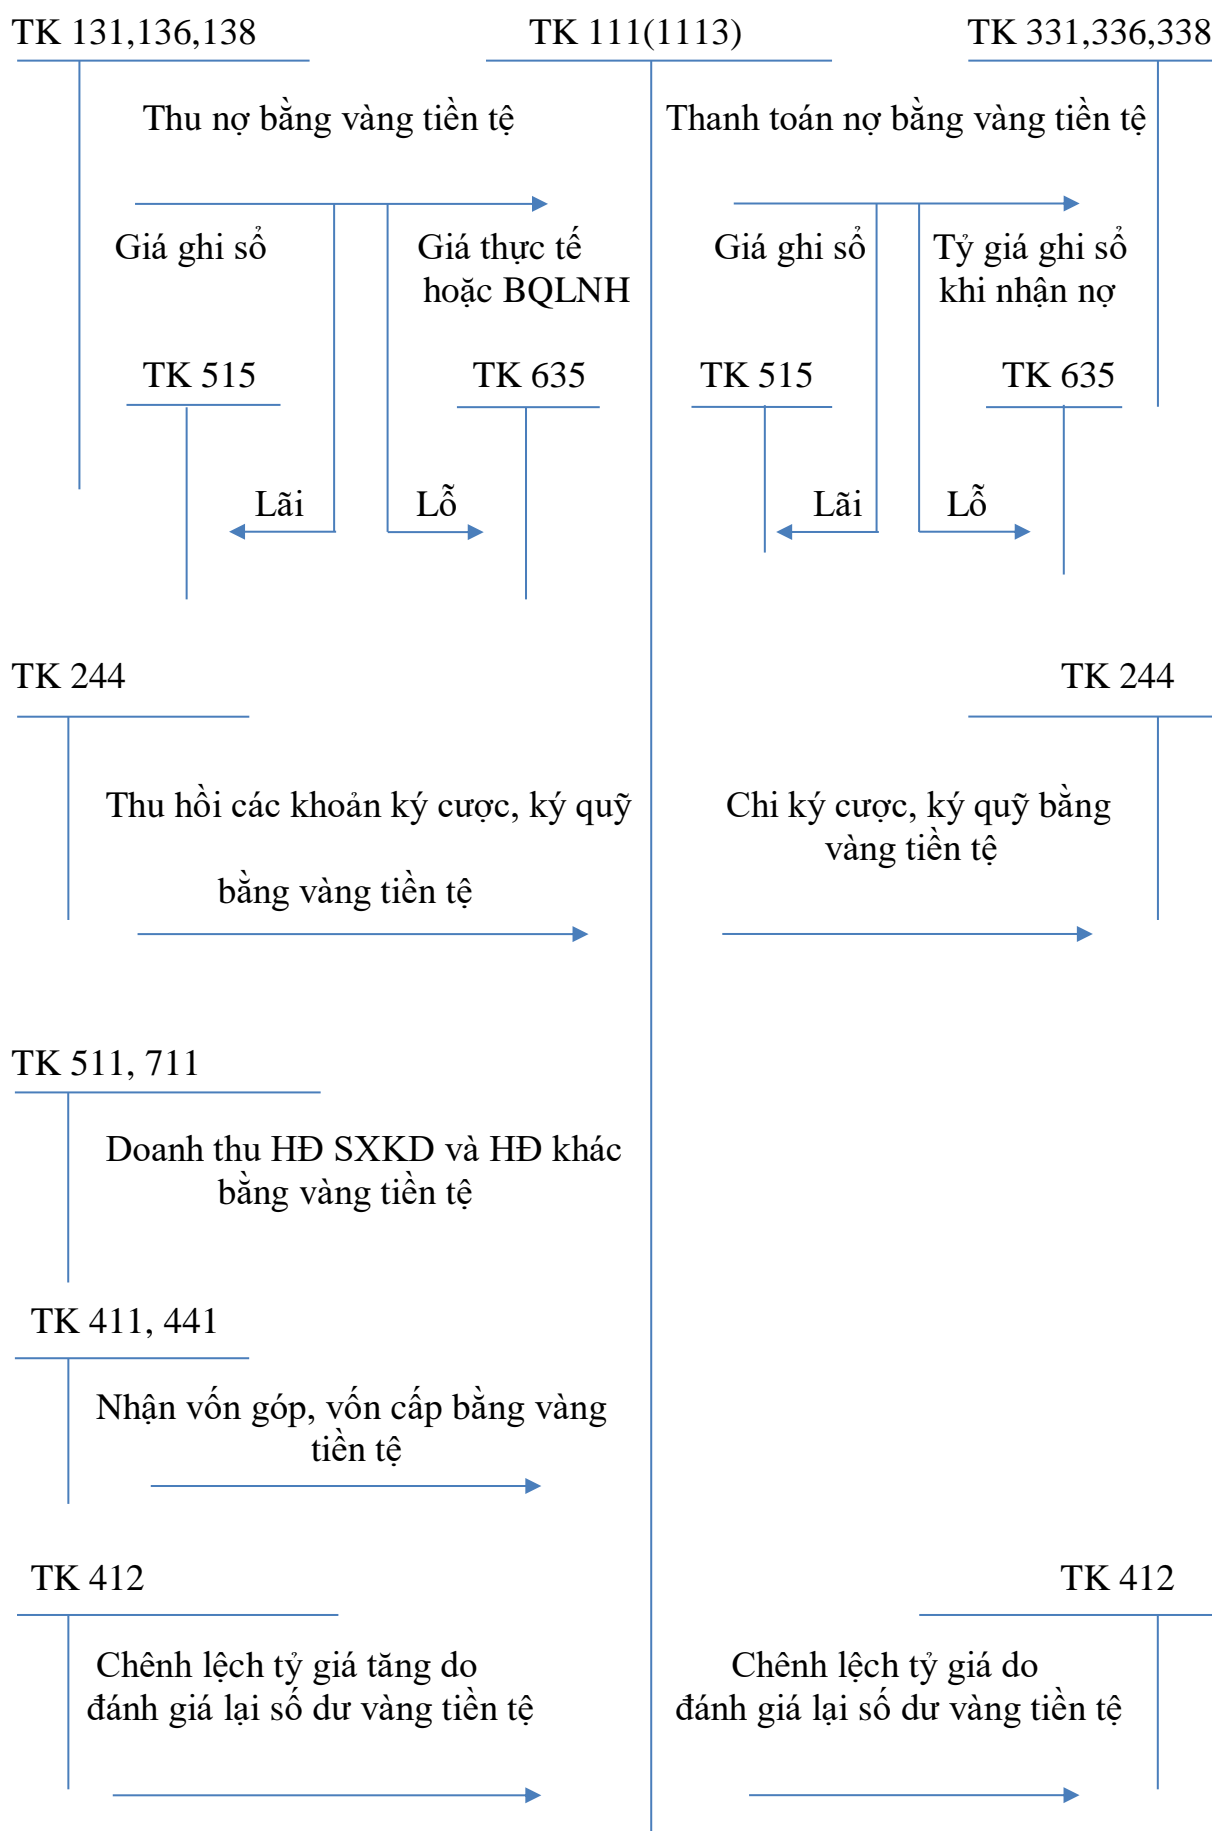 TK 131,136,138
TK 111(1113)
TK 331,336,338
Thu nợ bằng vàng tiền tệ
Thanh toán nợ bằng vàng tiền tệ
Giá ghi sổ
Giá thực tế
hoặc BQLNH
Giá ghi sổ
Tỷ giá ghi sổ
khi nhận nợ
TK 515
TK 635
TK 515
TK 635
Lãi
Lỗ
Lãi
Lỗ
TK 244
TK 244
Thu hồi các khoản ký cược, ký quỹ
bằng vàng tiền tệ
Chi ký cược, ký quỹ bằng
vàng tiền tệ
TK 511, 711
Doanh thu HĐ SXKD và HĐ khác
bằng vàng tiền tệ
TK 411, 441
Nhận vốn góp, vốn cấp bằng vàng
tiền tệ
TK 412
TK 412
Chênh lệch tỷ giá tăng do
đánh giá lại số dư vàng tiền tệ
Chênh lệch tỷ giá do
đánh giá lại số dư vàng tiền tệ